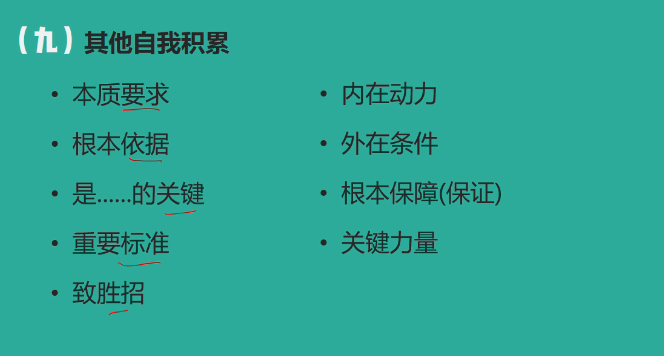 （九）其他自我积累
• 本质要求
• 根本依据
• 是……的关键
• 重要标准
• 致胜招
• 内在动力
• 外在条件
• 根本保障(保证)
• 关键力量